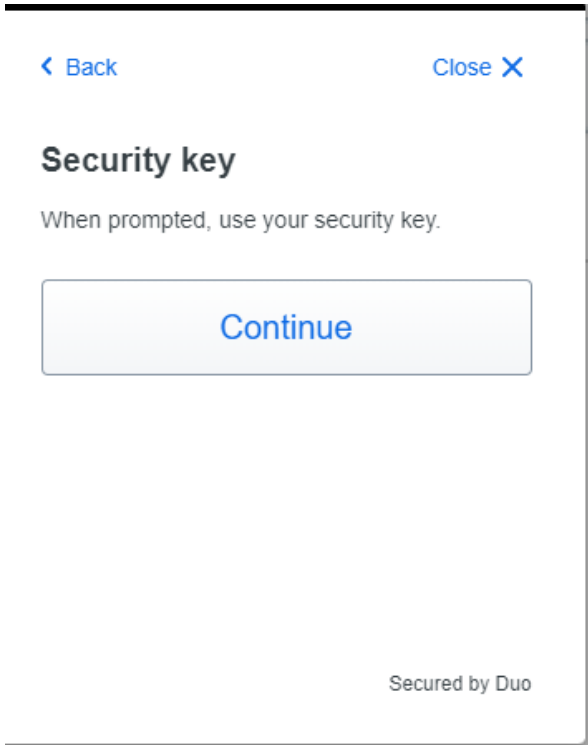 Back
Close
Security key
When prompted, use your security key.
Continue
Secured by Duo